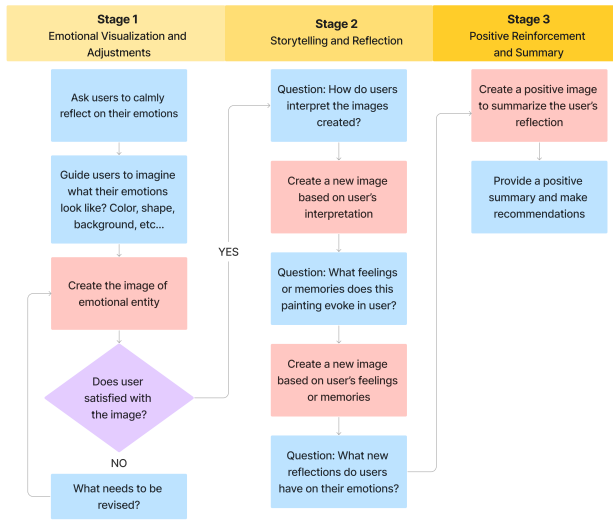 Stage 1
Emotional Visualization and
Adjustments
Ask users to calmly
reflect on their emotions
Guide users to imagine
what their emotions
look like? Color, shape,
background, etc...
Create the image of
emotional entity
Does user
satisfied with
the image?
NO
What needs to be
revised?
YES
Stage 2
Storytelling and Reflection
Question: How do users
interpret the images
created?
Create a new image
based on user’s
interpretation
Question: What feelings
or memories does this
painting evoke in user?
Create a new image
based on user’s feelings
or memories
Question: What new
reflections do users
have on their emotions?
Stage 3
Positive Reinforcement
and Summary
Create a positive image
to summarize the user’s
reflection
Provide a positive
summary and make
recommendations